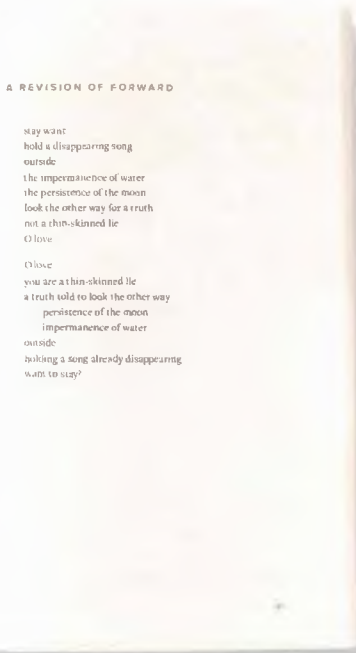 A REVISION OF FORWARD
stay want
hold a disappearing song
outside
the impermanence of water
the persistence of the moon
look the other way for a truth
not a thin-skinned lie
O love
O love
you are a thin-skinned lie
a truth told to look the other way
persistence of the moon
impermanence of water
outside
holding a song already disappearing
want to stay?